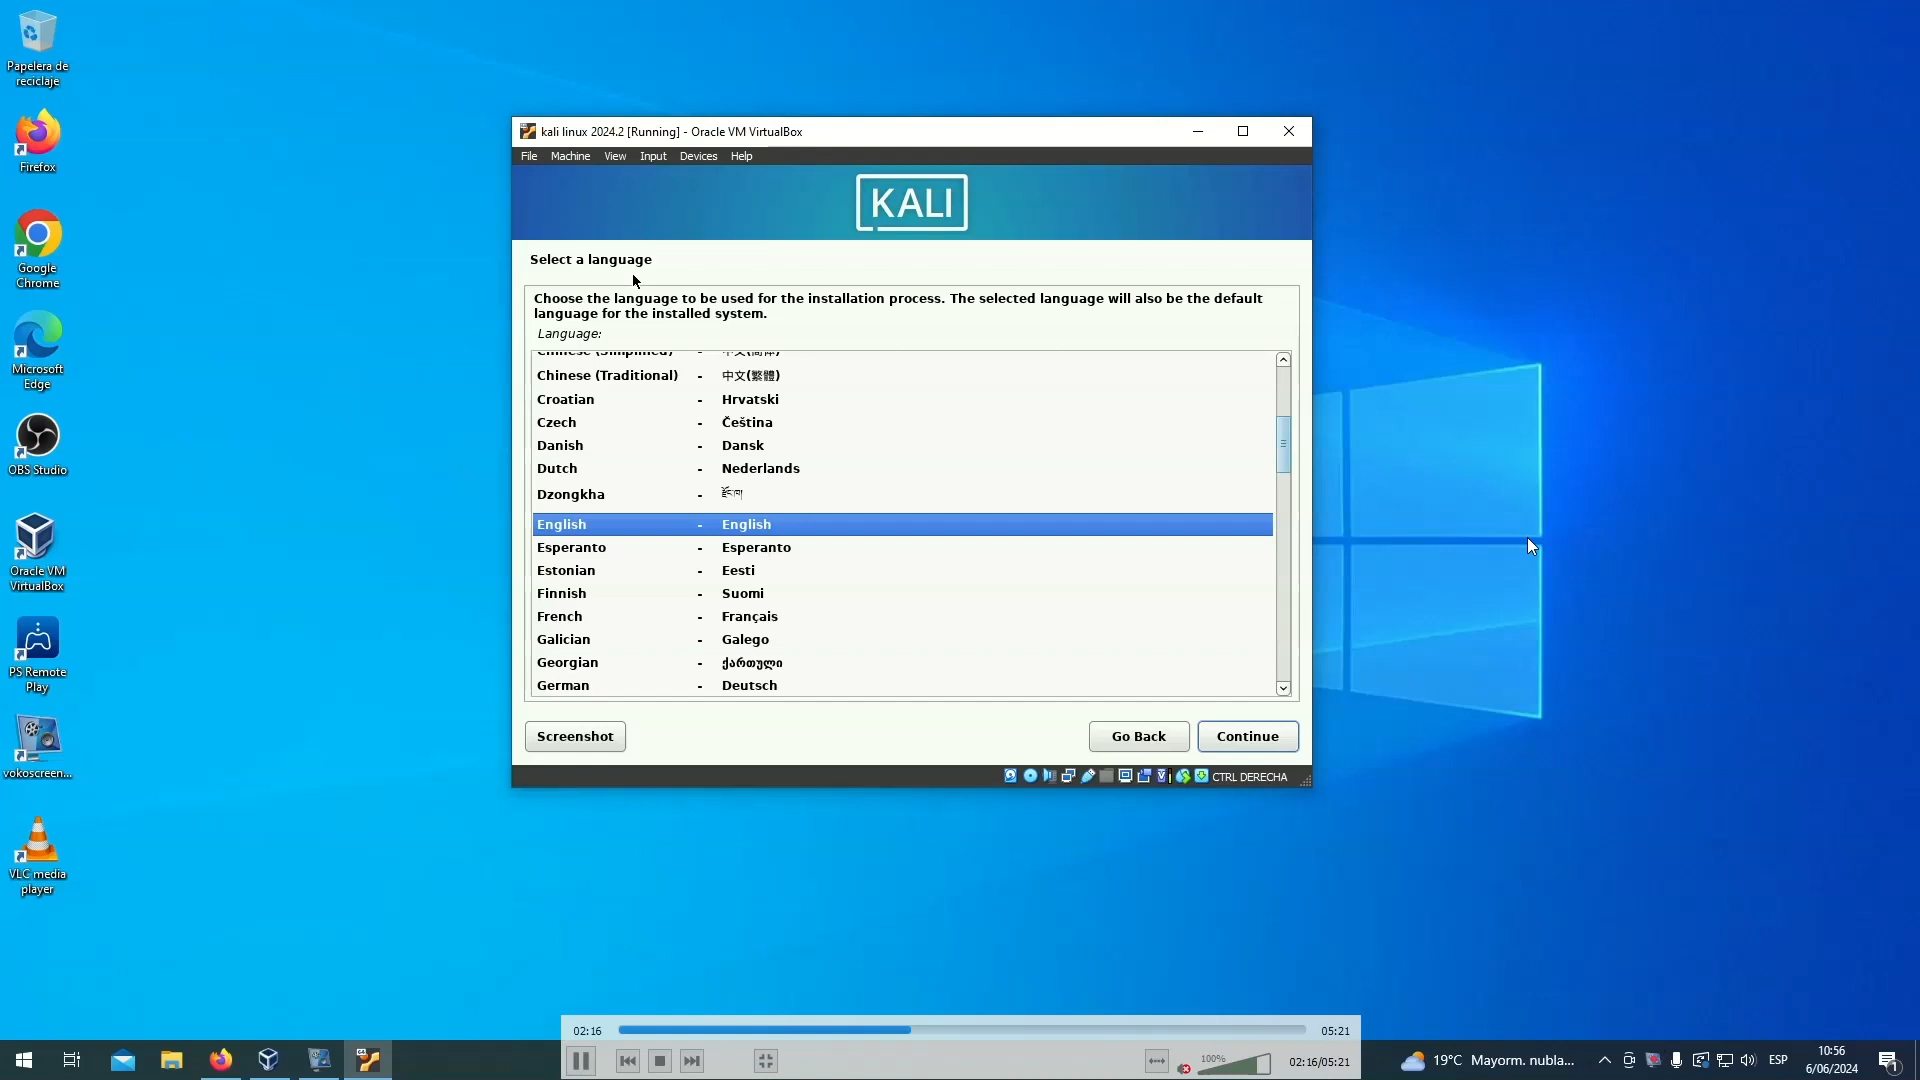 Papelera de
reciclaje
Firefox
Google
Chrome
Microsoft
Edge
OBS Studio
Oracle VM
VirtualBox
PS Remote
Play
vokoscreen...
VLC media
player
kali linux 2024.2 [Running] - Oracle VM VirtualBox
File Machine View Input Devices Help
KALI
Select a language
Choose the language to be used for the installation process. The selected language will also be the default
language for the installed system.
Language:
Chinese (Simplified) - 中文(简体)
Chinese (Traditional) - 中文(繁體)
Croatian - Hrvatski
Czech - Čeština
Danish - Dansk
Dutch - Nederlands
Dzongkha - རྫོང་ཁ།
English - English
Esperanto - Esperanto
Estonian - Eesti
Finnish - Suomi
French - Français
Galician - Galego
Georgian - ქართული
German - Deutsch
Screenshot Go Back Continue
CTRL DERECHA
02:16 05:21
100% 02:16/05:21
19°C Mayorm. nubla... ESP
10:56
6/06/2024
1